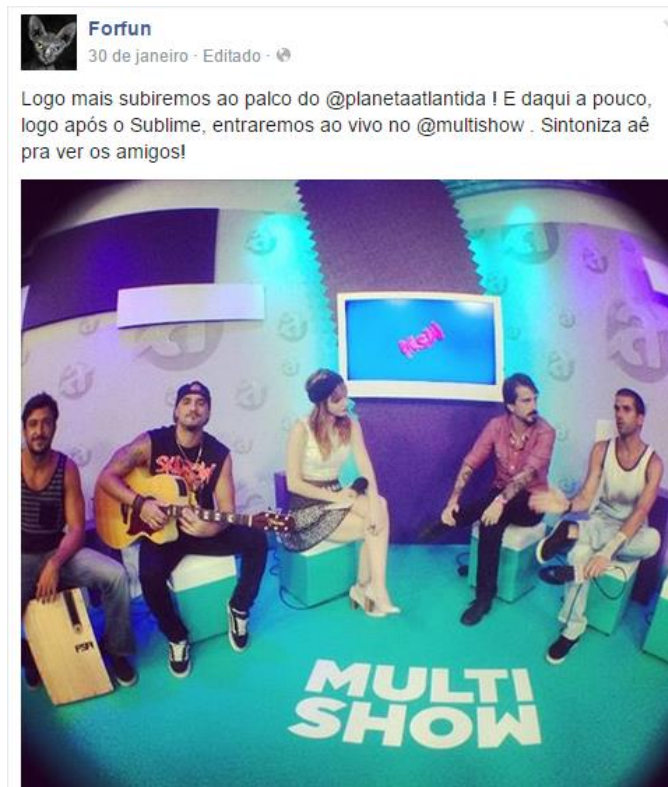 Forfun
30 de janeiro · Editado ·
Logo mais subiremos ao palco do @planetaatlantida ! E daqui a pouco,
logo após o Sublime, entraremos ao vivo no @multishow . Sintoniza aê
pra ver os amigos!
MULTI
SHOW